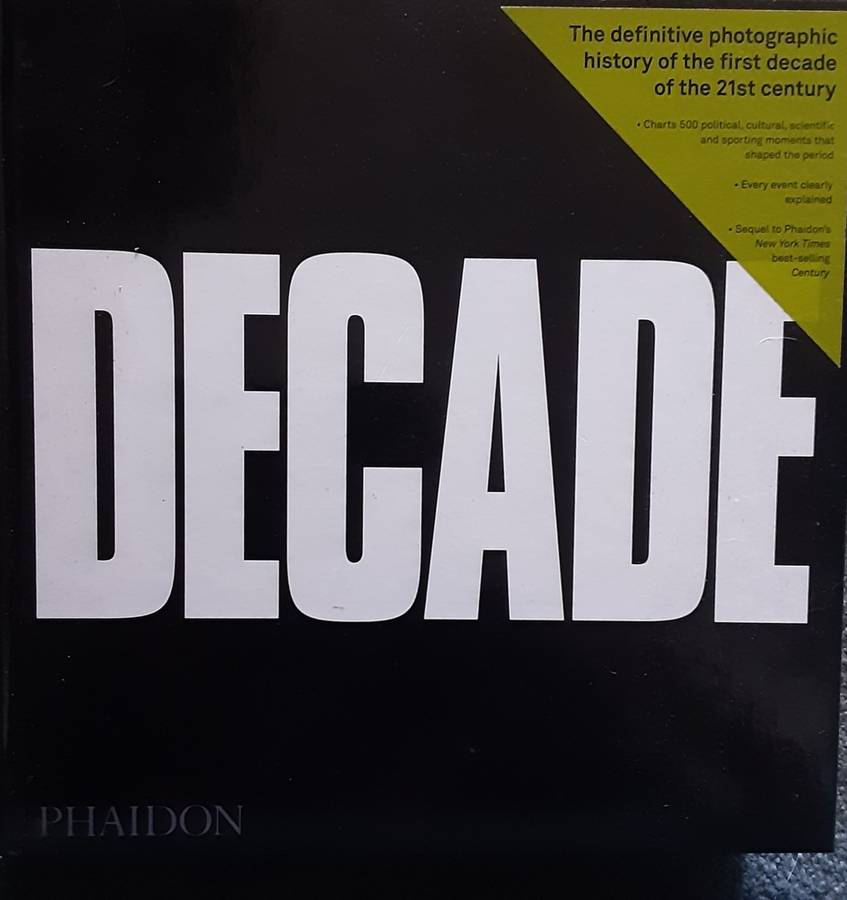 The definitive photographic
history of the first decade
of the 21st century
• Charts 500 political, cultural, scientific
and sporting moments that
shaped the period
• Every event clearly
explained
• Sequel to Phaidon's
New York Times
best-selling
Century
DECADE
PHAIDON